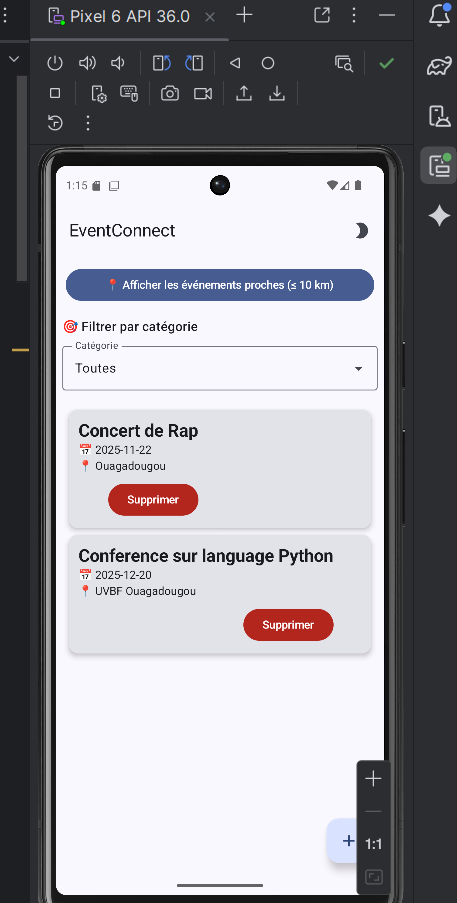 Pixel 6 API 36.0
1:15
EventConnect
📍 Afficher les événements proches (≤ 10 km)
🎯 Filtrer par catégorie
Catégorie
Toutes
Concert de Rap
📅 2025-11-22
📍 Ouagadougou
Supprimer
Conference sur language Python
📅 2025-12-20
📍 UVBF Ouagadougou
Supprimer
1:1